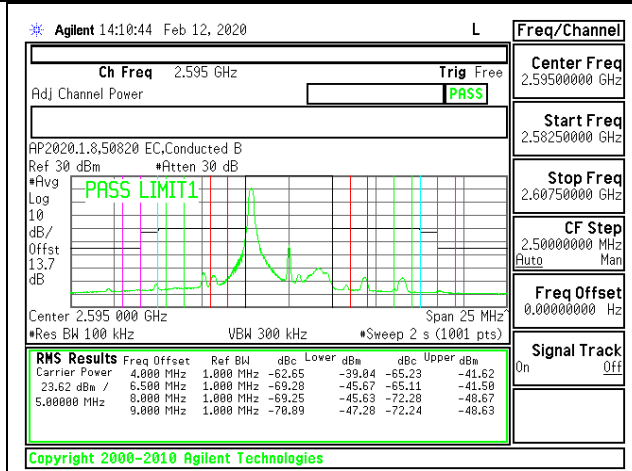 Agilent 14:10:44 Feb 12, 2020 L
Freq/Channel
Ch Freq 2.595 GHz Trig Free
Adj Channel Power PASS
Center Freq
2.59500000 GHz
Start Freq
2.58250000 GHz
Stop Freq
2.60750000 GHz
CF Step
2.50000000 MHz
Auto Man
Freq Offset
0.00000000 Hz
Signal Track
On Off
AP2020.1.8,50820 EC,Conducted B
Ref 30 dBm #Atten 30 dB
#Avg
Log
10
dB/
Offst
13.7
dB
PASS LIMIT1
Center 2.595 000 GHz Span 25 MHz^
#Res BW 100 kHz VBW 300 kHz #Sweep 2 s (1001 pts)
RMS Results Freq Offset Ref BW dBc Lower dBm dBc Upper dBm
Carrier Power 4.000 MHz 1.000 MHz -62.65 -39.04 -65.23 -41.62
23.62 dBm / 6.500 MHz 1.000 MHz -69.28 -45.67 -65.11 -41.50
5.00000 MHz 8.000 MHz 1.000 MHz -69.25 -45.63 -72.28 -48.67
9.000 MHz 1.000 MHz -70.89 -47.28 -72.24 -48.63
Copyright 2000-2010 Agilent Technologies